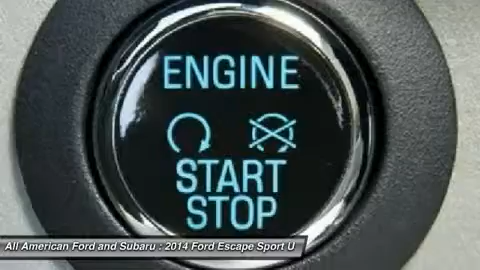 ENGINE
START
STOP
All American Ford and Subaru : 2014 Ford Escape Sport U